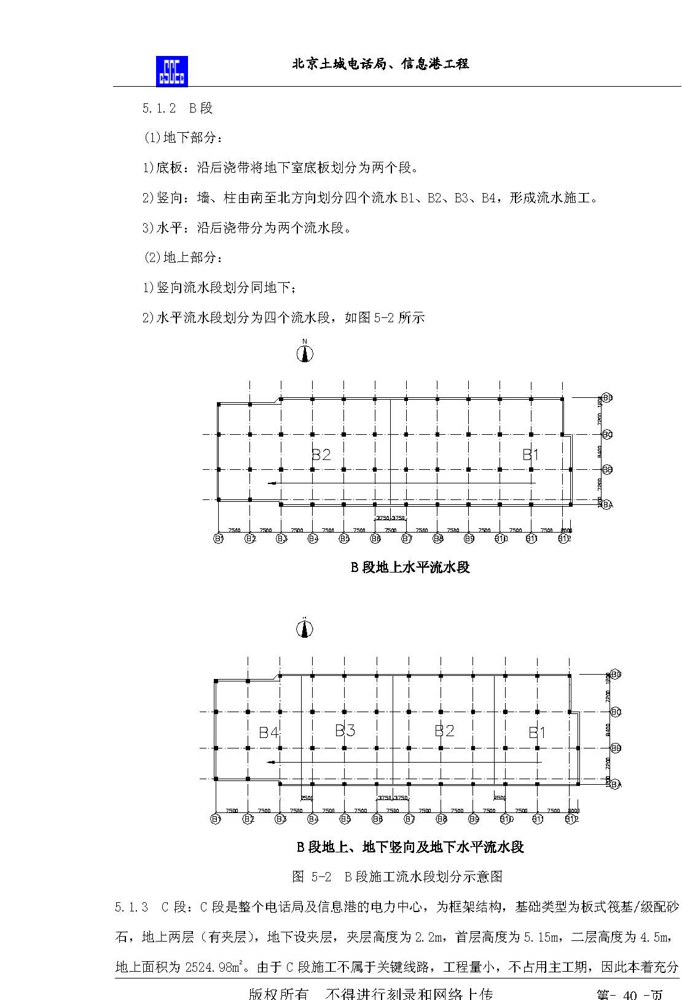 CSCEC
北京土城电话局、信息港工程
5.1.2 B段
(1)地下部分：
1)底板：沿后浇带将地下室底板划分为两个段。
2)竖向：墙、柱由南至北方向划分四个流水B1、B2、B3、B4，形成流水施工。
3)水平：沿后浇带分为两个流水段。
(2)地上部分：
1)竖向流水段划分同地下；
2)水平流水段划分为四个流水段，如图5-2所示
N
BD
1200
7200
BC
B2 B1
8400
BB
7200
1200
BA
3750 3750
7500 7500 7500 7500 7500 7500 7500 7500 7500 7500 7500 2000
B1 B2 B3 B4 B5 B6 B7 B8 B9 B10 B11 B12
B段地上水平流水段
N
BD
1200
7200
BC
B4 B3 B2 B1
8400
BB
7200
1200
BA
2500 3750 3750 2500
7500 7500 7500 7500 7500 7500 7500 7500 7500 7500 7500 2000
B1 B2 B3 B4 B5 B6 B7 B8 B9 B10 B11 B12
B段地上、地下竖向及地下水平流水段
图 5-2 B段施工流水段划分示意图
5.1.3 C段：C段是整个电话局及信息港的电力中心，为框架结构，基础类型为板式筏基/级配砂
石，地上两层（有夹层），地下设夹层，夹层高度为2.2m，首层高度为5.15m，二层高度为4.5m，
地上面积为2524.98m²。由于C段施工不属于关键线路，工程量小，不占用主工期，因此本着充分
版权所有 不得进行刻录和网络上传 第- 40 -页